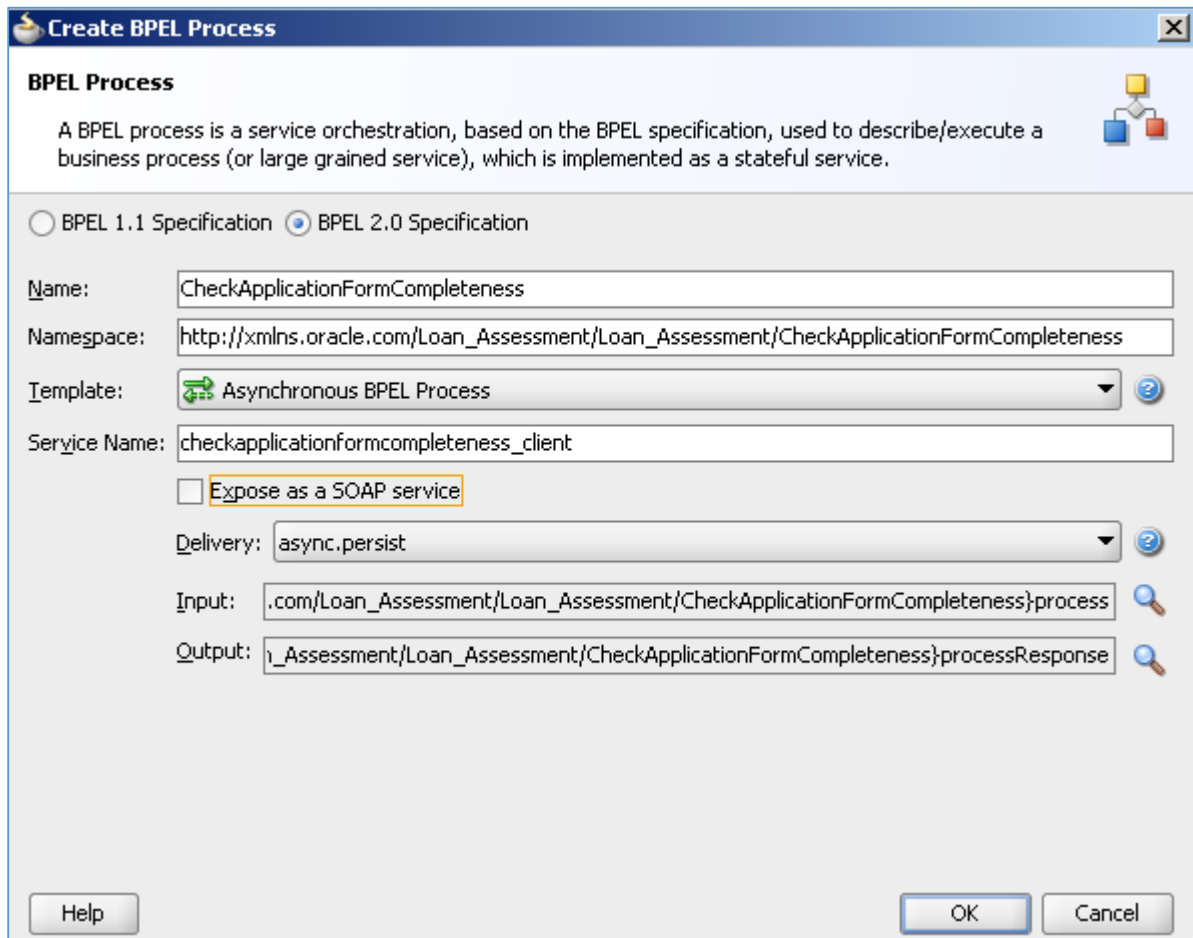 Create BPEL Process
BPEL Process
A BPEL process is a service orchestration, based on the BPEL specification, used to describe/execute a
business process (or large grained service), which is implemented as a stateful service.
BPEL 1.1 Specification BPEL 2.0 Specification
Name: CheckApplicationFormCompleteness
Namespace: http://xmlns.oracle.com/Loan_Assessment/Loan_Assessment/CheckApplicationFormCompleteness
Template: Asynchronous BPEL Process
Service Name: checkapplicationformcompleteness_client
Expose as a SOAP service
Delivery: async.persist
Input: .com/Loan_Assessment/Loan_Assessment/CheckApplicationFormCompleteness}process
Output: _Assessment/Loan_Assessment/CheckApplicationFormCompleteness}processResponse
Help OK Cancel